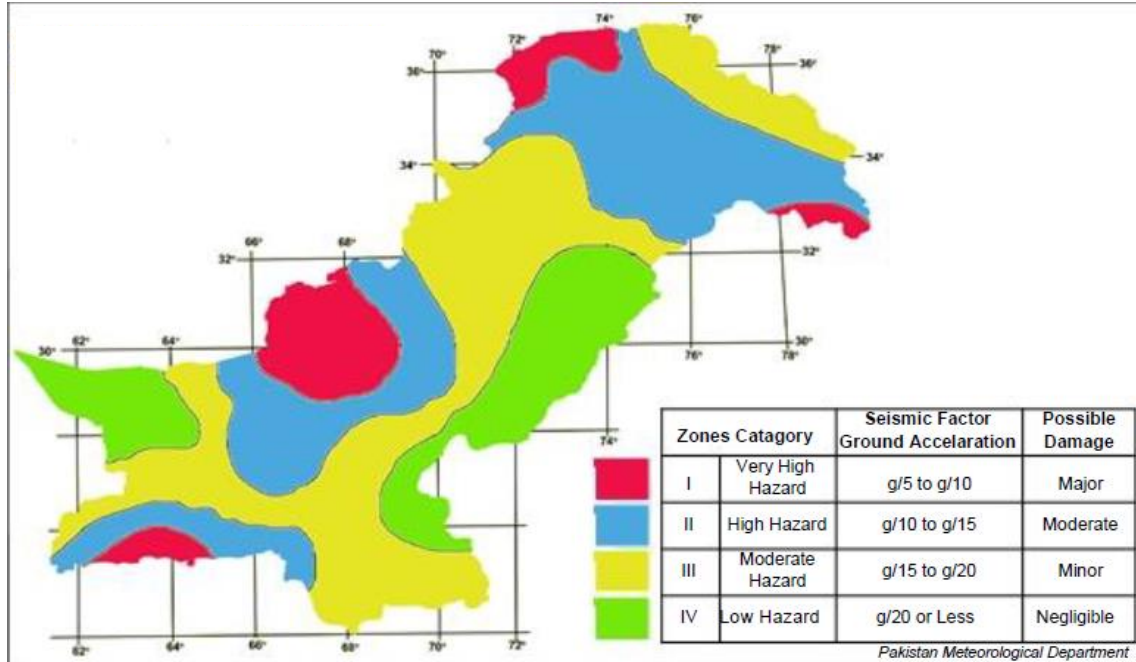 74°
76°
72°
70°
78°
36°
36°
34°
34°
66°
68°
32°
32°
62°
64°
30°
30°
76°
78°
74°
62°
64°
66°
68°
70°
72°
Zones Catagory
Seismic Factor
Ground Accelaration
Possible
Damage
I
Very High
Hazard
g/5 to g/10
Major
II
High Hazard
g/10 to g/15
Moderate
III
Moderate
Hazard
g/15 to g/20
Minor
IV
Low Hazard
g/20 or Less
Negligible
Pakistan Meteorological Department